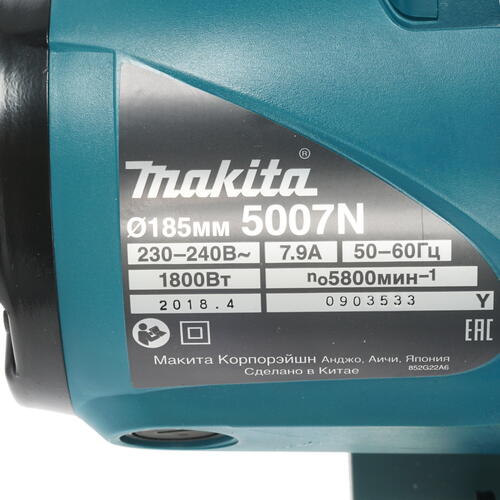 makita ®
Ø185мм 5007N
230-240В~ 7.9А 50-60Гц
1800Вт n₀5800мин⁻¹
2018.4 0903533 Y
EAC
Макита Корпорэйшн Анджо, Аичи, Япония
Сделано в Китае 852G22A6